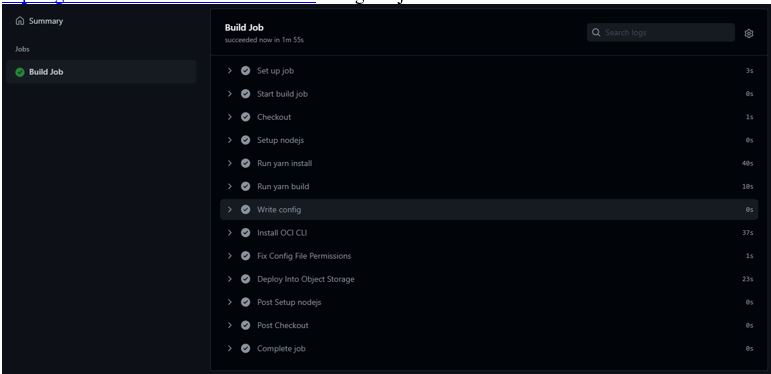 Summary
Jobs
Build Job
Build Job
succeeded now in 1m 55s
Search logs
Set up job 3s
Start build job 0s
Checkout 1s
Setup nodejs 0s
Run yarn install 40s
Run yarn build 10s
Write config 0s
Install OCI CLI 37s
Fix Config File Permissions 1s
Deploy Into Object Storage 23s
Post Setup nodejs 0s
Post Checkout 0s
Complete job 0s